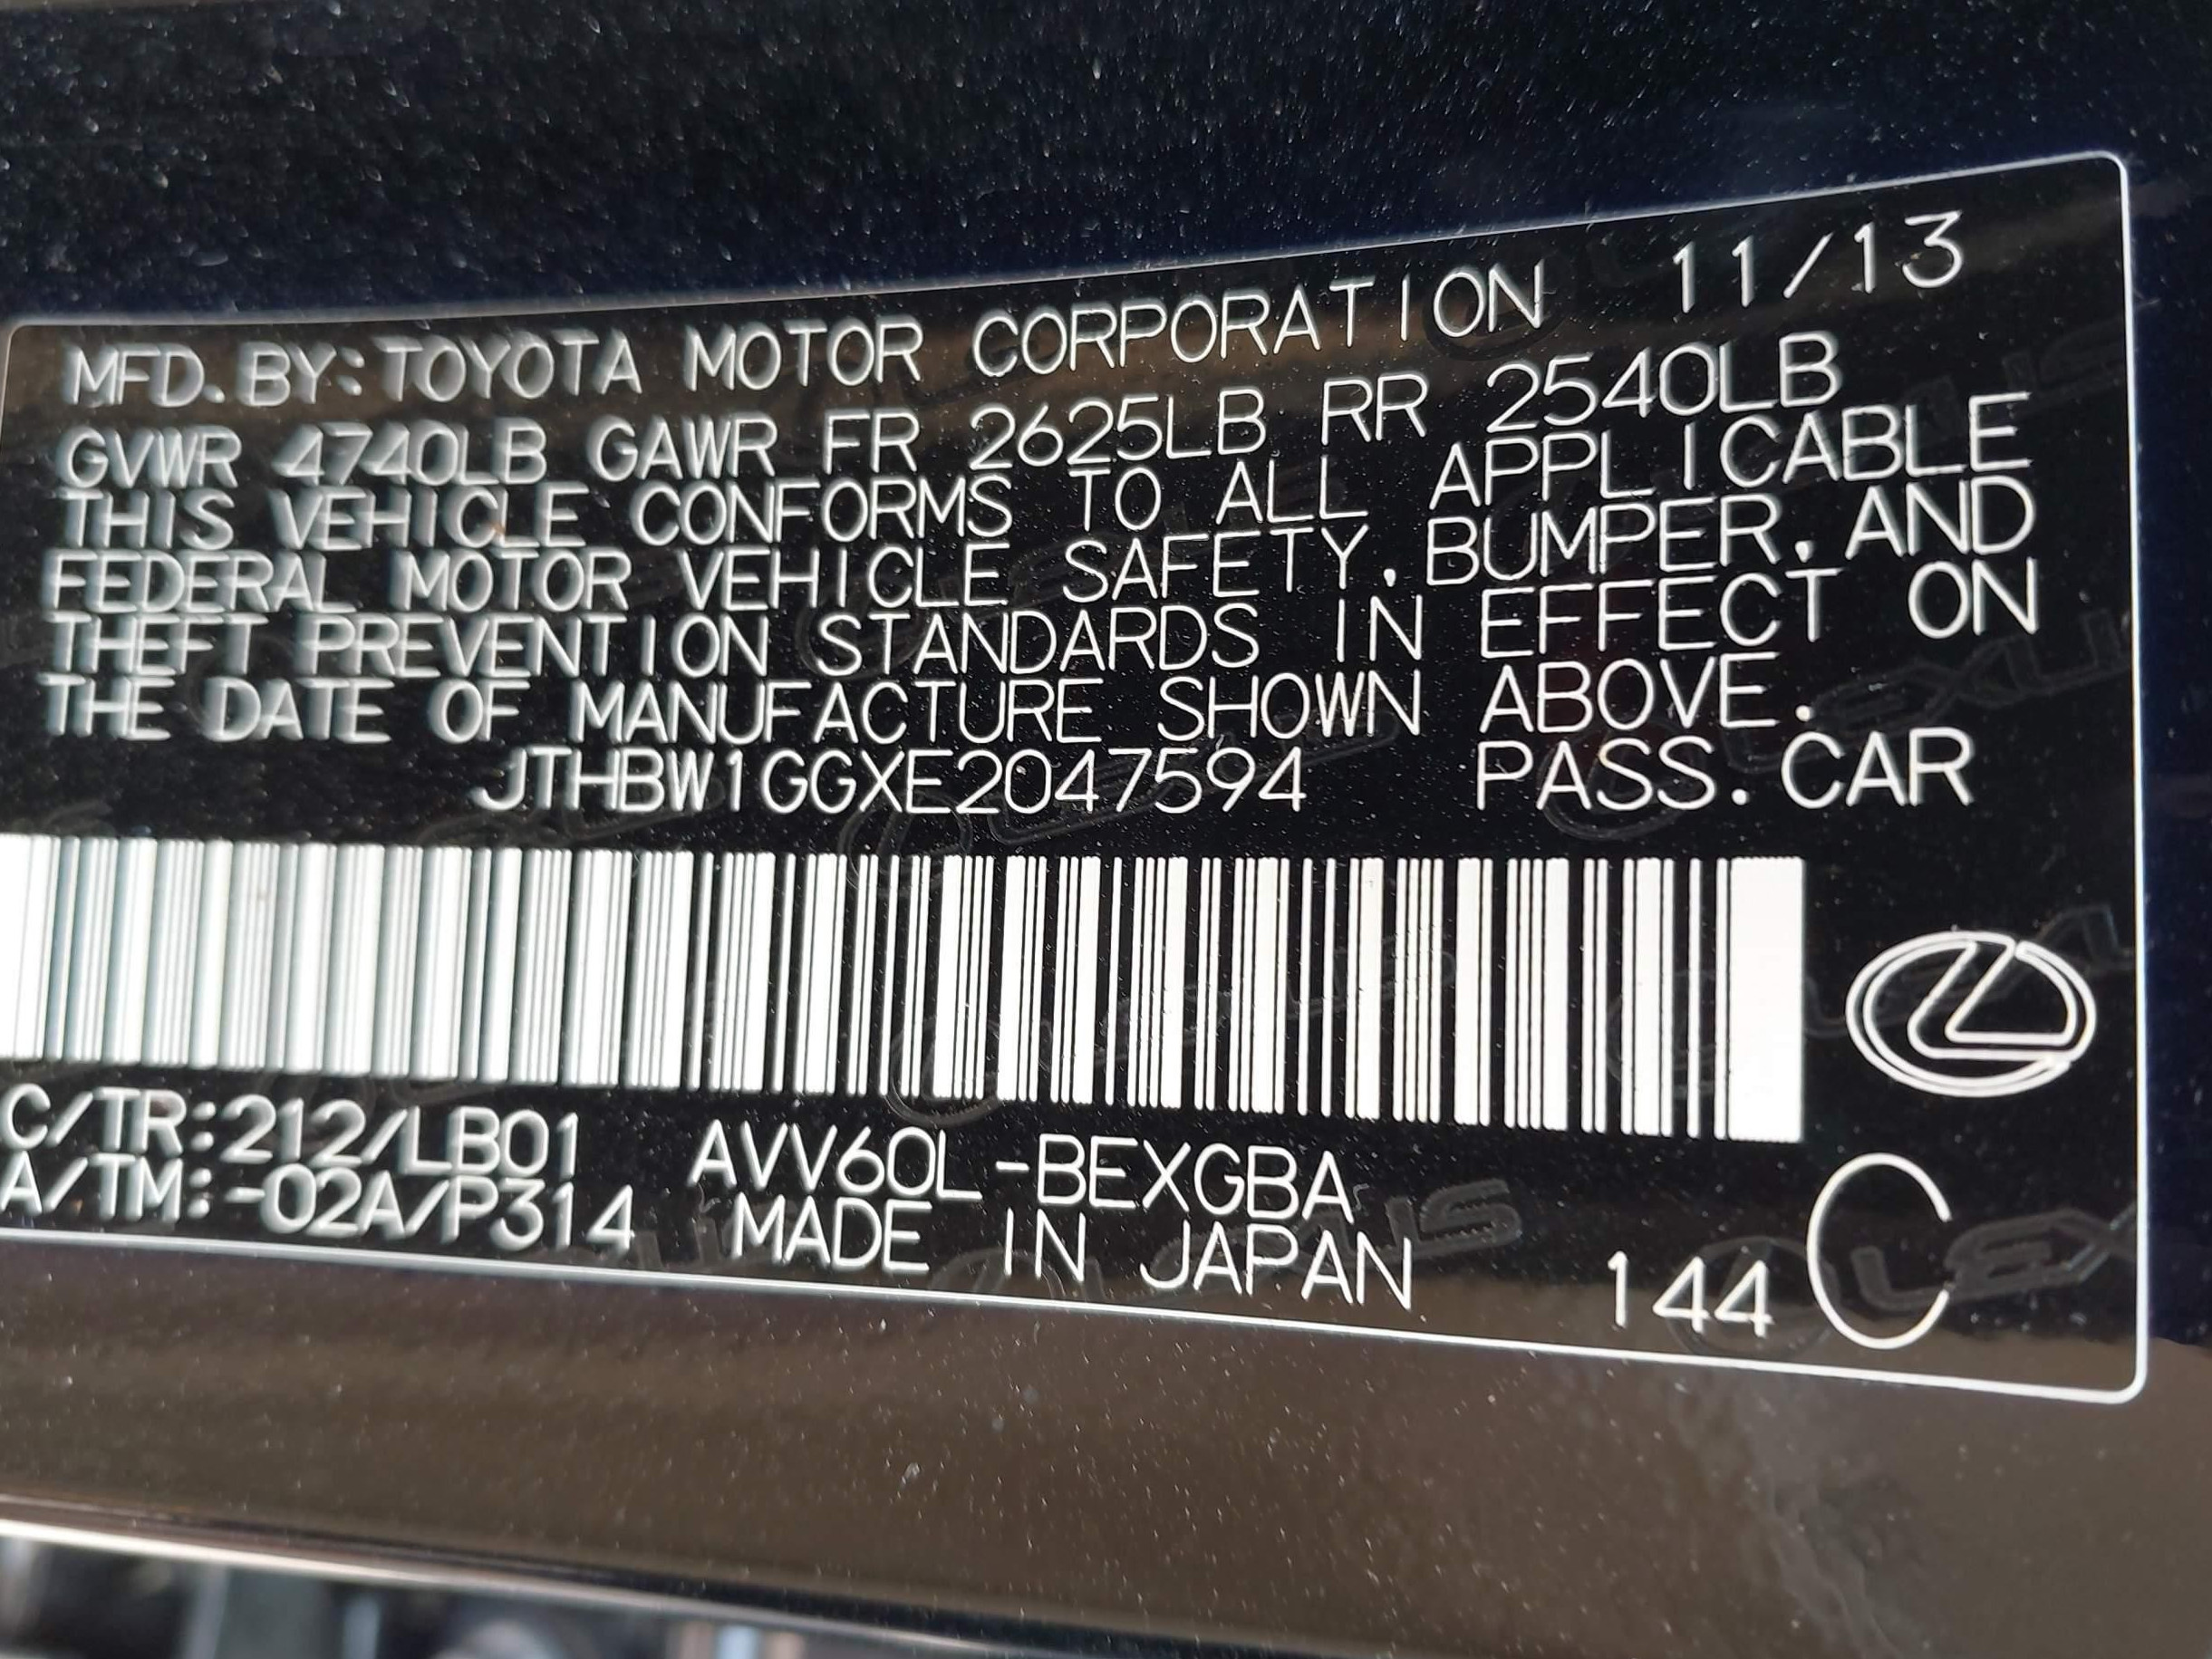 MFD. BY: TOYOTA MOTOR CORPORATION 11/13
GVWR 4740LB GAWR FR 2625LB RR 2540LB
THIS VEHICLE CONFORMS TO ALL APPLICABLE
FEDERAL MOTOR VEHICLE SAFETY, BUMPER, AND
THEFT PREVENTION STANDARDS IN EFFECT ON
THE DATE OF MANUFACTURE SHOWN ABOVE.
JTHBW1GGXE2047594 PASS. CAR
C/TR:212/LB01 AVV60L-BEXGBA
A/TM:-02A/P314 MADE IN JAPAN 144 C